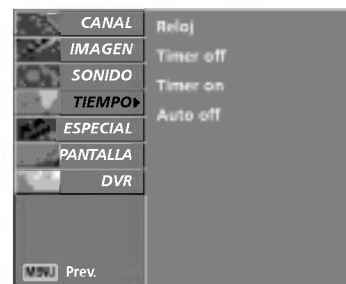 CANAL
IMAGEN
SONIDO
TIEMPO
ESPECIAL
PANTALLA
DVR
Reloj
Timer off
Timer on
Auto off
MENU Prev.